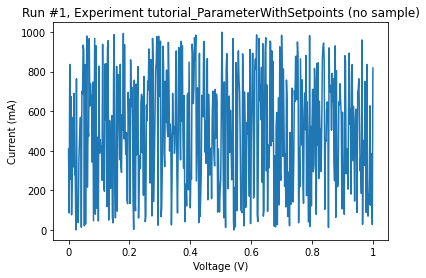 Run #1, Experiment tutorial_ParameterWithSetpoints (no sample)
1000
800
600
400
200
0
Current (mA)
0 0.2 0.4 0.6 0.8 1
Voltage (V)